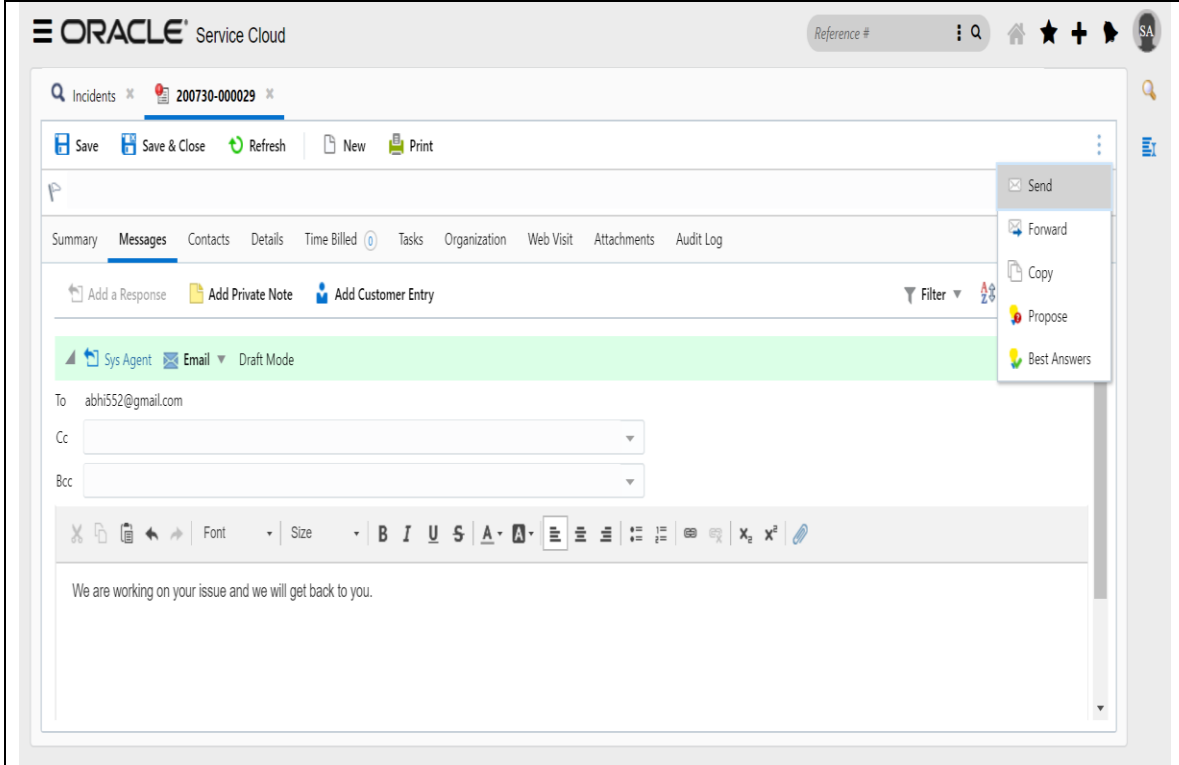 ORACLE Service Cloud Reference # SA
Incidents 200730-000029
Save Save & Close Refresh New Print
Send
Forward
Copy
Propose
Best Answers
Summary Messages Contacts Details Time Billed 0 Tasks Organization Web Visit Attachments Audit Log
Add a Response Add Private Note Add Customer Entry Filter
Sys Agent Email Draft Mode
To abhi552@gmail.com
Cc
Bcc
Font Size B I U S A A X₂ X²
We are working on your issue and we will get back to you.